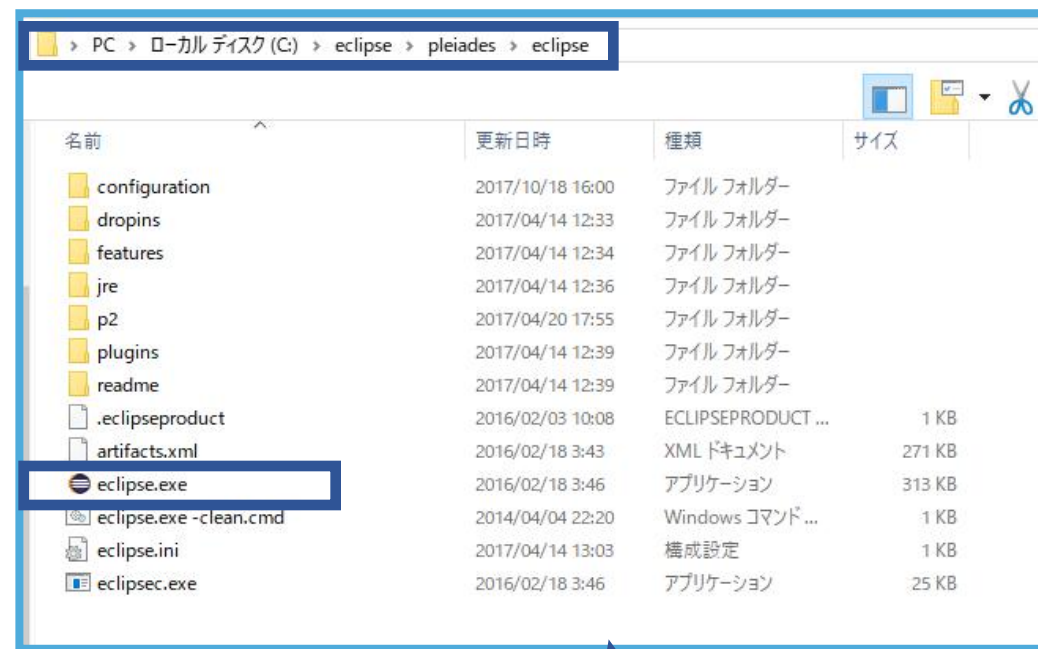 PC > ローカル ディスク (C:) > eclipse > pleiades > eclipse
名前 更新日時 種類 サイズ
configuration 2017/10/18 16:00 ファイル フォルダー
dropins 2017/04/14 12:33 ファイル フォルダー
features 2017/04/14 12:34 ファイル フォルダー
jre 2017/04/14 12:36 ファイル フォルダー
p2 2017/04/20 17:55 ファイル フォルダー
plugins 2017/04/14 12:39 ファイル フォルダー
readme 2017/04/14 12:39 ファイル フォルダー
.eclipseproduct 2016/02/03 10:08 ECLIPSEPRODUCT ... 1 KB
artifacts.xml 2016/02/18 3:43 XML ドキュメント 271 KB
eclipse.exe 2016/02/18 3:46 アプリケーション 313 KB
eclipse.exe -clean.cmd 2014/04/04 22:20 Windows コマンド ... 1 KB
eclipse.ini 2017/04/14 13:03 構成設定 1 KB
eclipsec.exe 2016/02/18 3:46 アプリケーション 25 KB